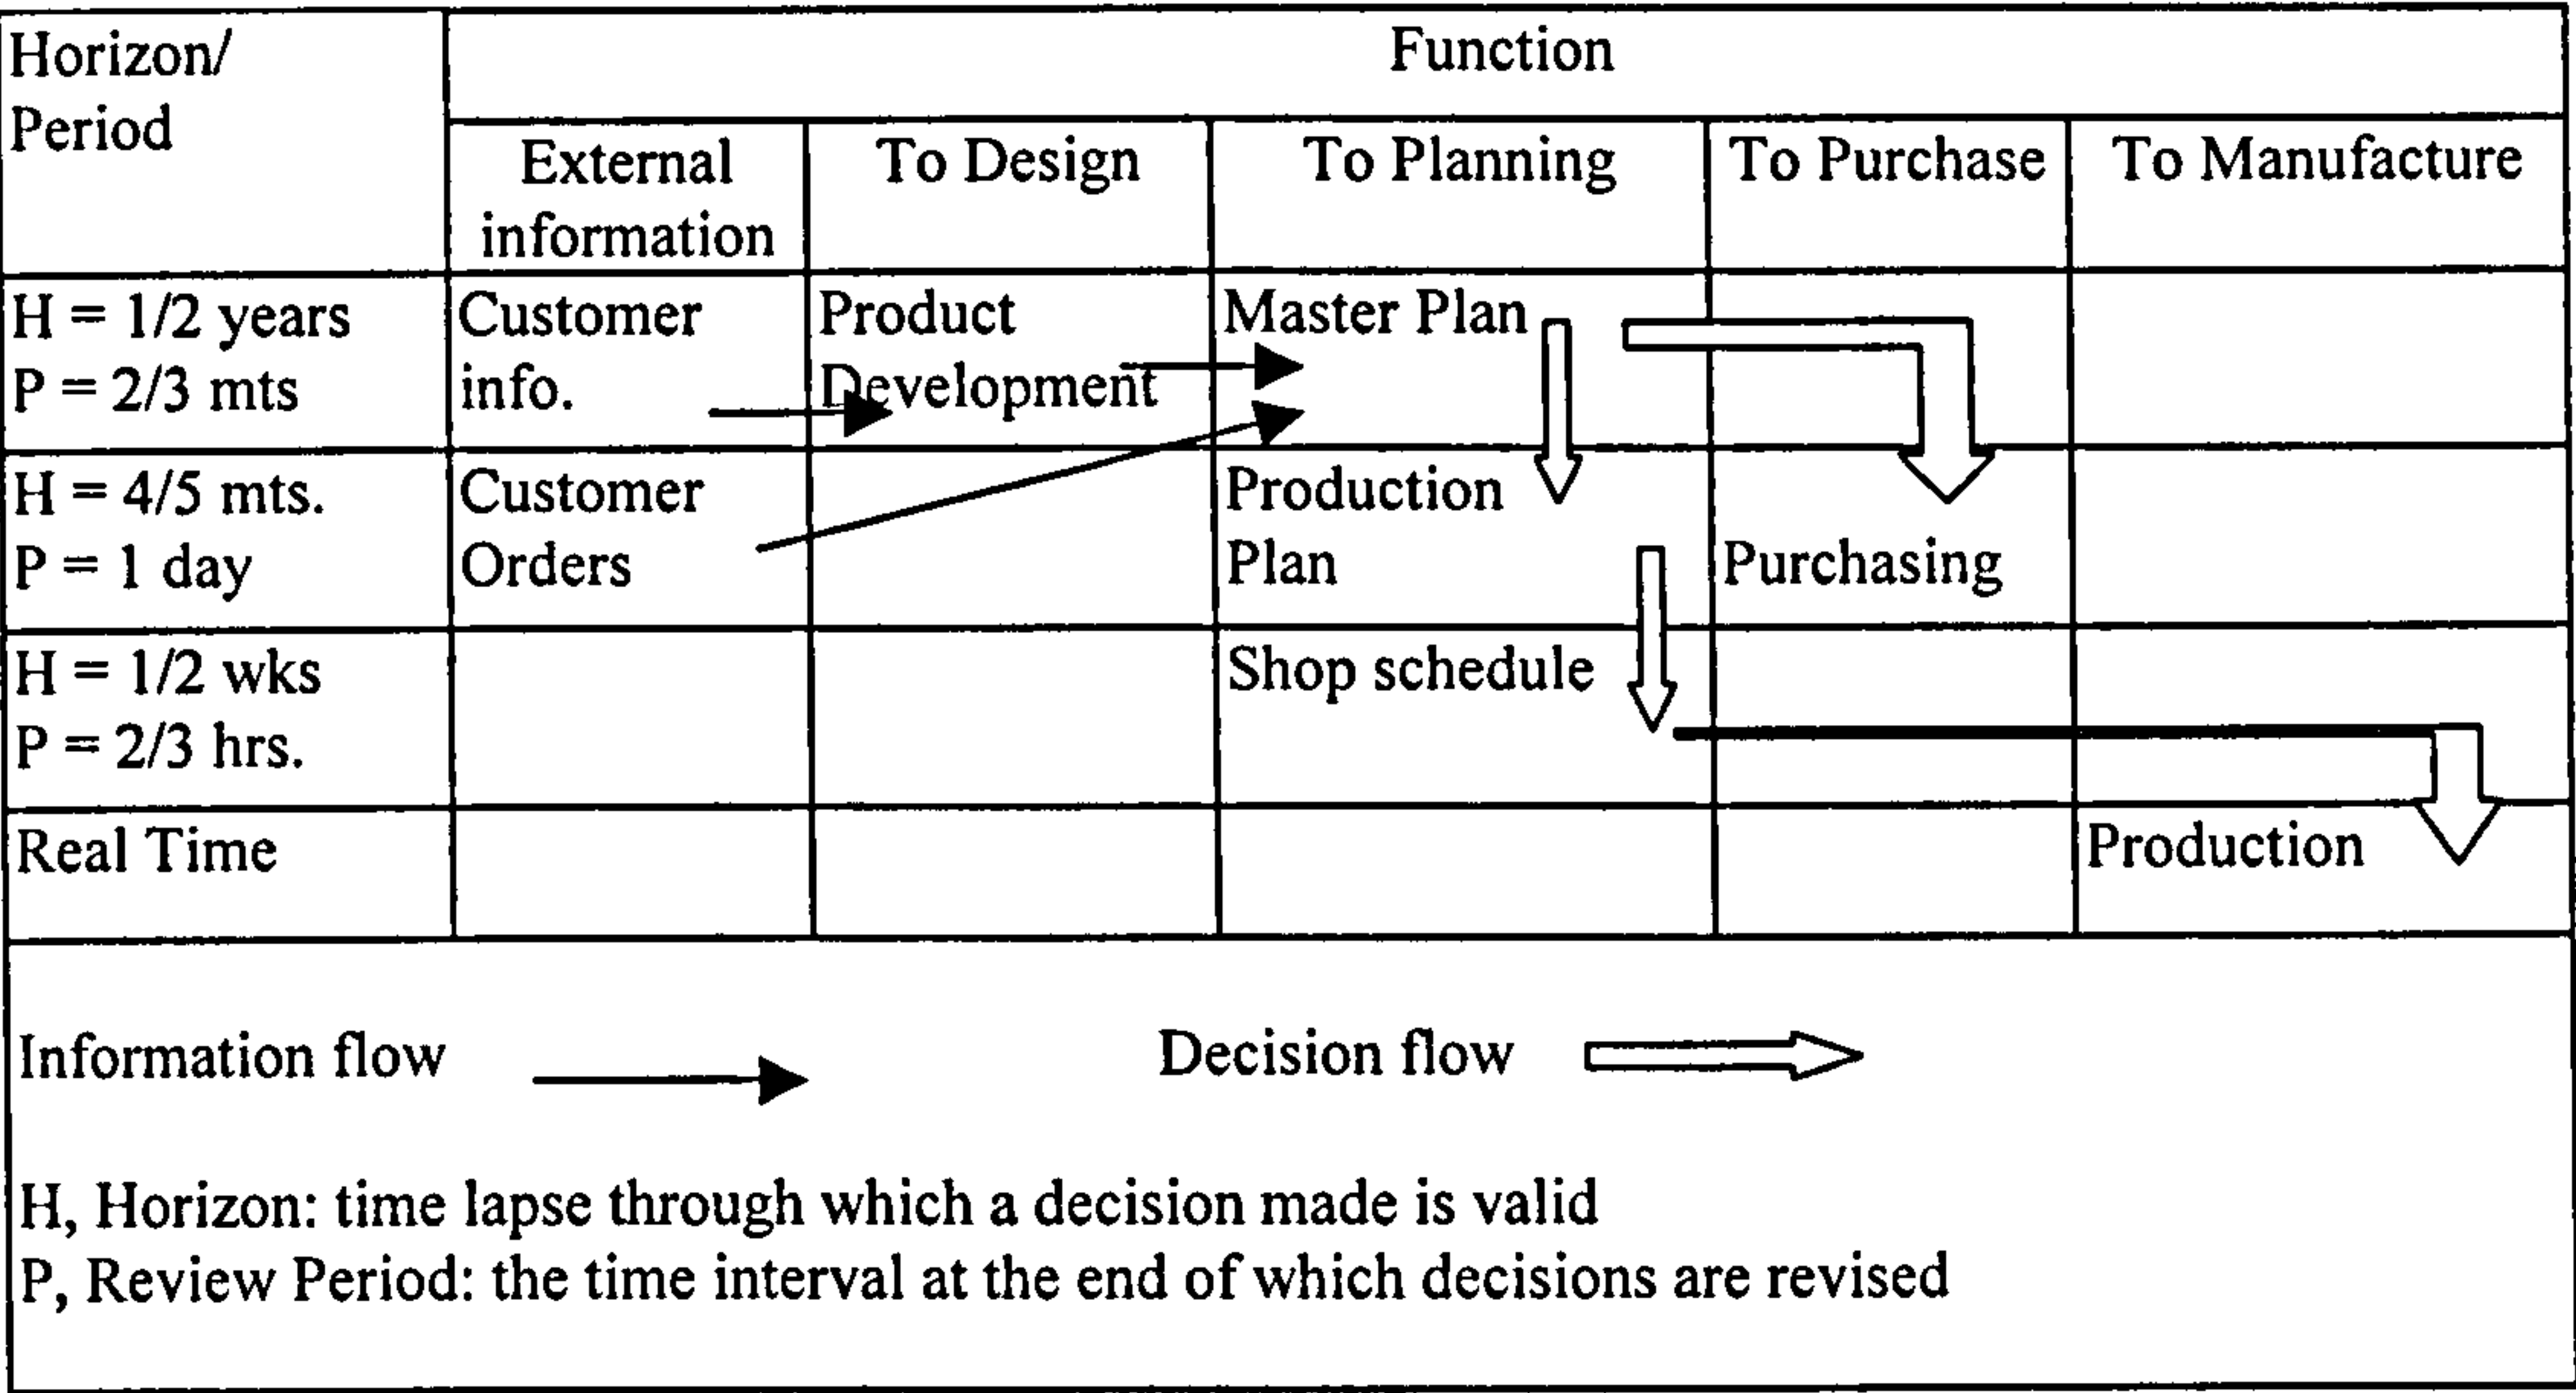 Horizon/
Period
Function
External
information
To Design
To Planning
To Purchase
To Manufacture
H = 1/2 years
P = 2/3 mts
Customer
info.
Product
Development
Master Plan
H = 4/5 mts.
P = 1 day
Customer
Orders
Production
Plan
Purchasing
H = 1/2 wks
P = 2/3 hrs.
Shop schedule
Real Time
Production
Information flow
Decision flow
H, Horizon: time lapse through which a decision made is valid
P, Review Period: the time interval at the end of which decisions are revised